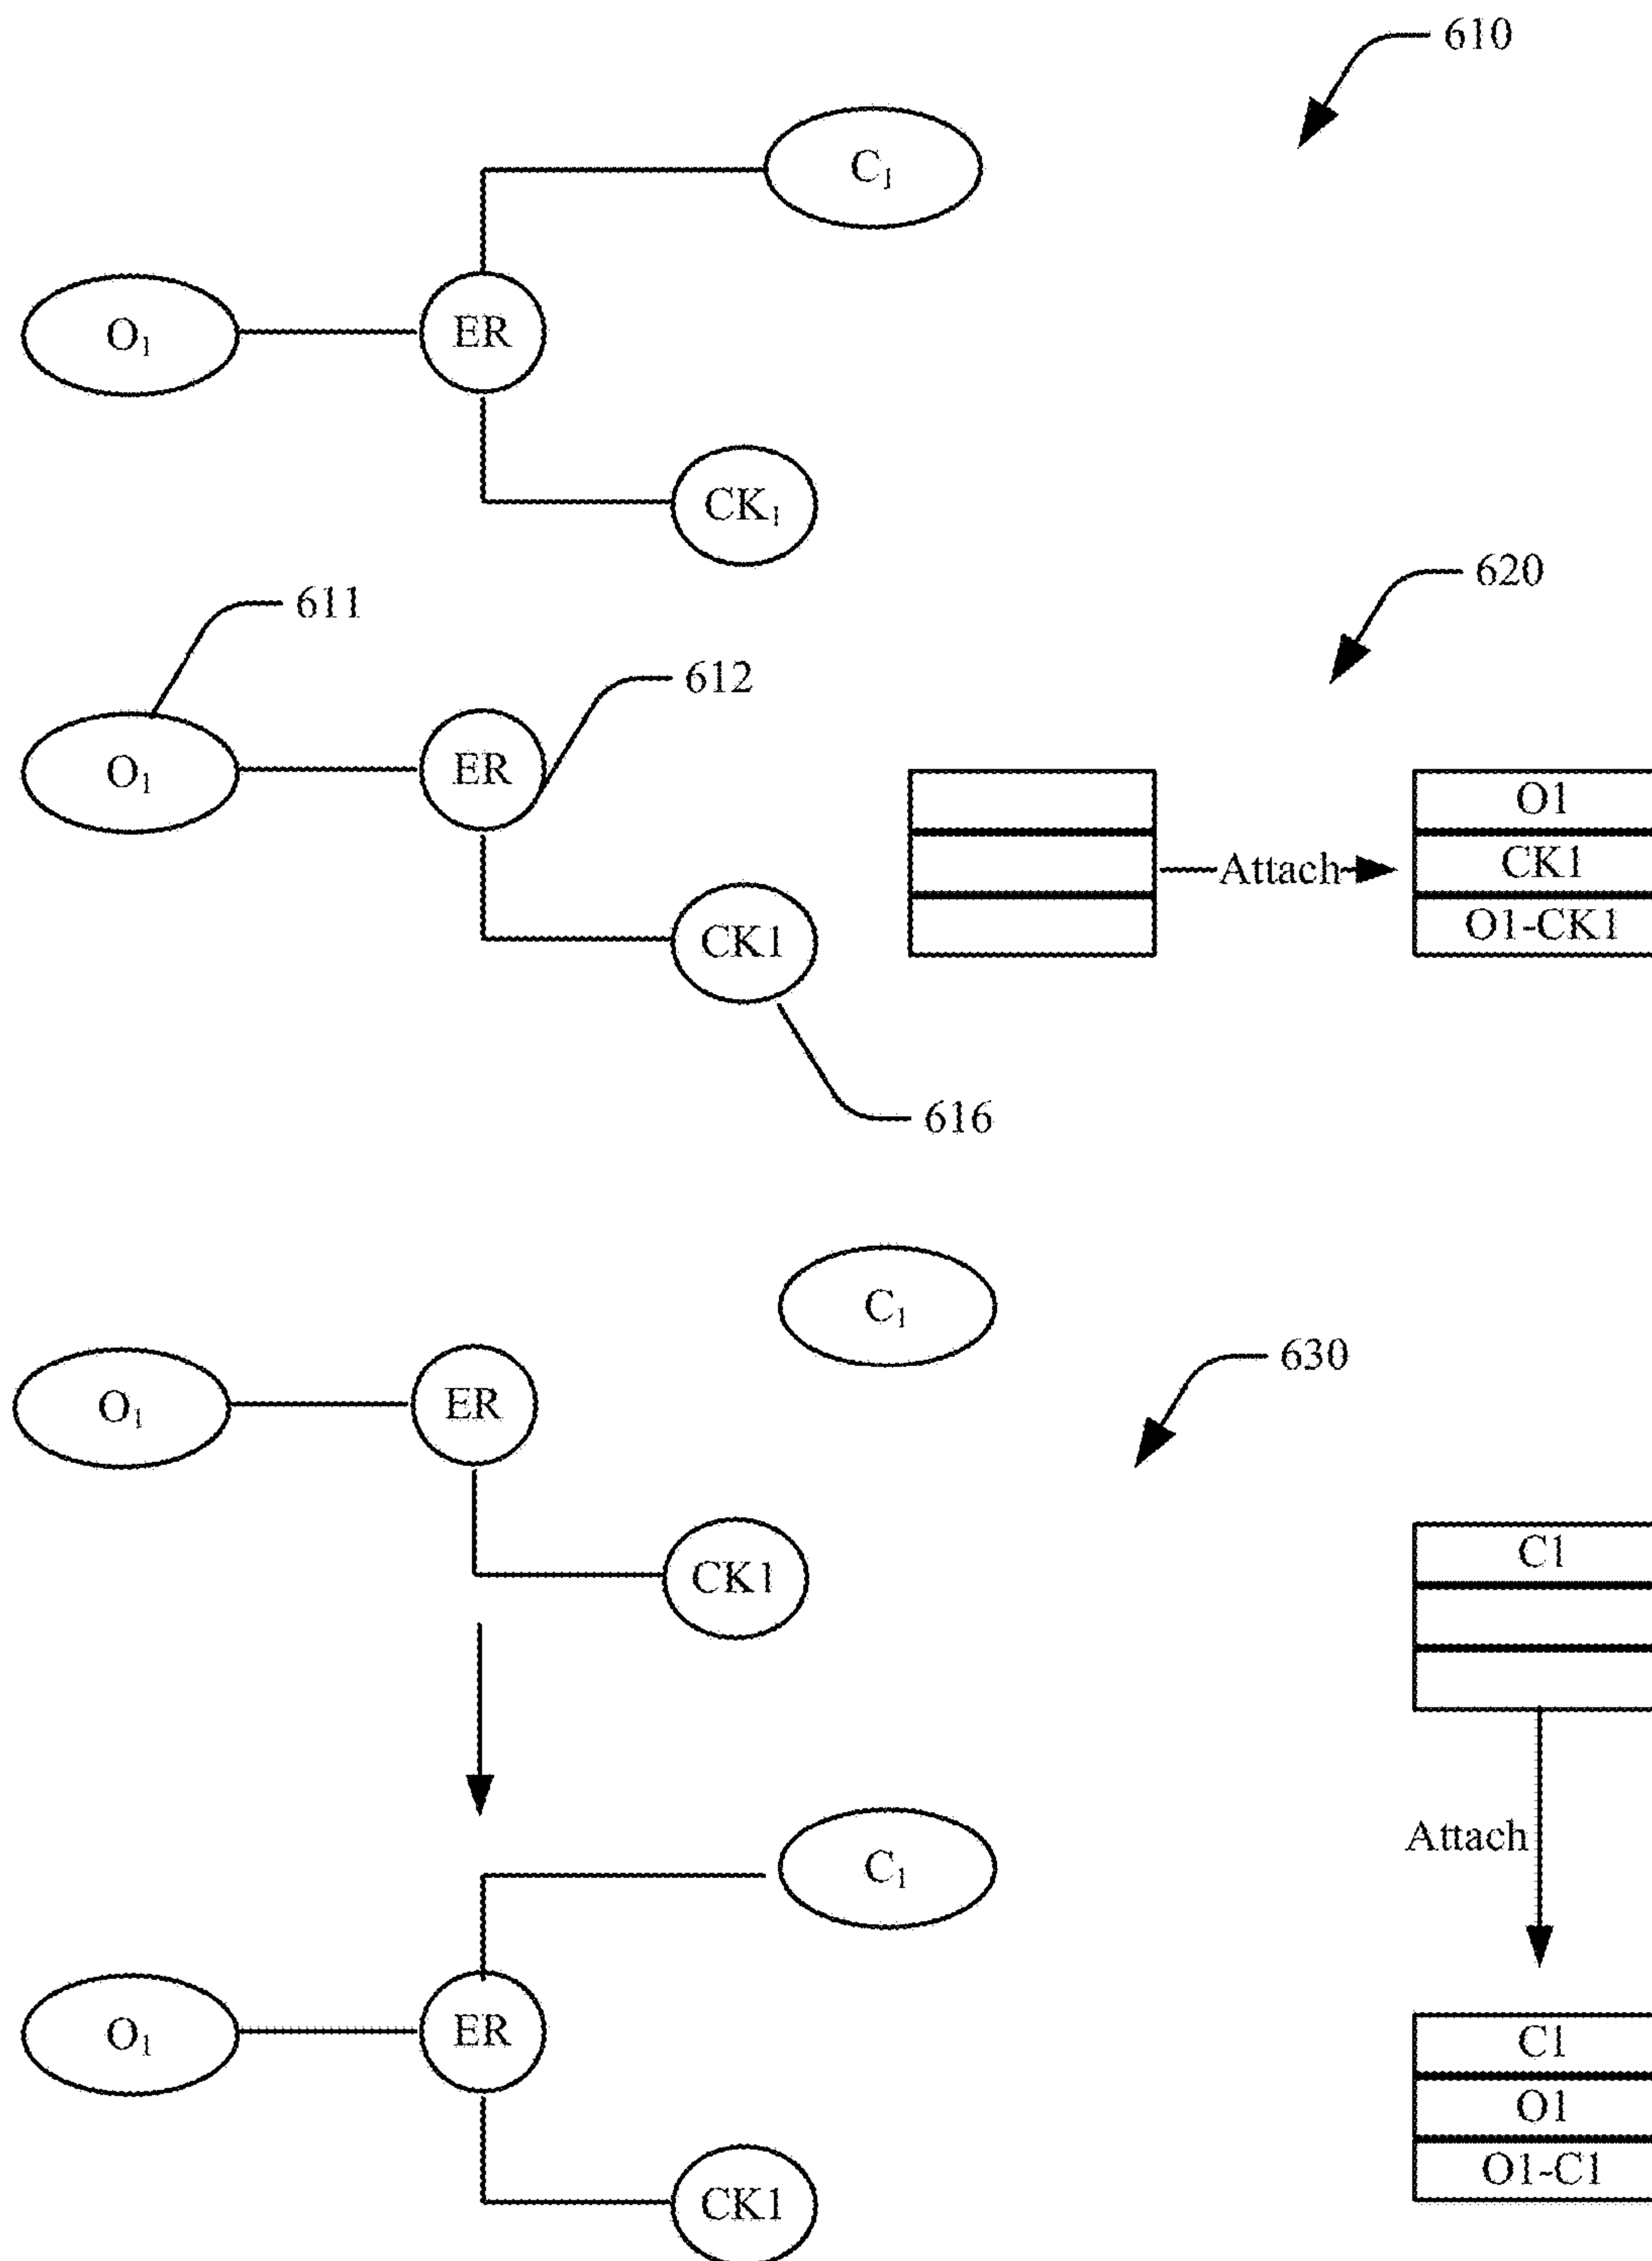 610
C₁
O₁
ER
CK₁
620
611
612
O₁
ER
O1
Attach
CK1
O1-CK1
CK1
616
C₁
630
O₁
ER
C1
CK1
Attach
C₁
O₁
ER
C1
O1
O1-C1
CK1